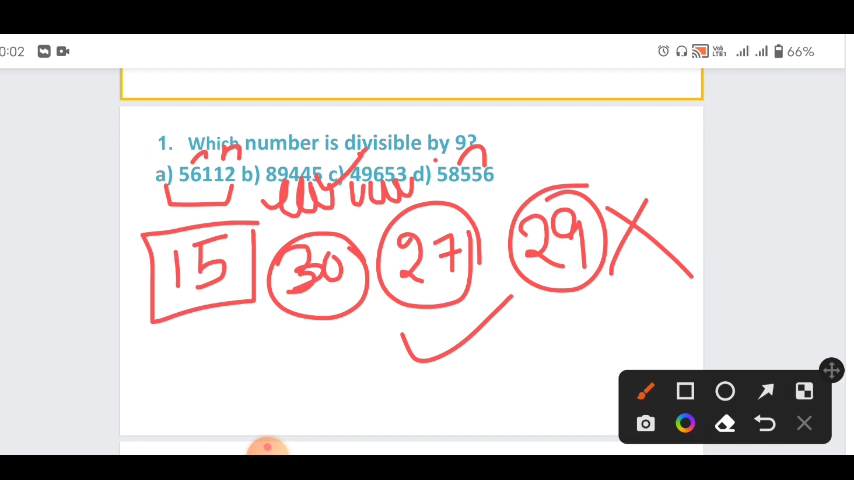 0:02
66%
1. Which number is divisible by 9?
a) 56112 b) 89445 c) 49653 d) 58556
15 30 27 29